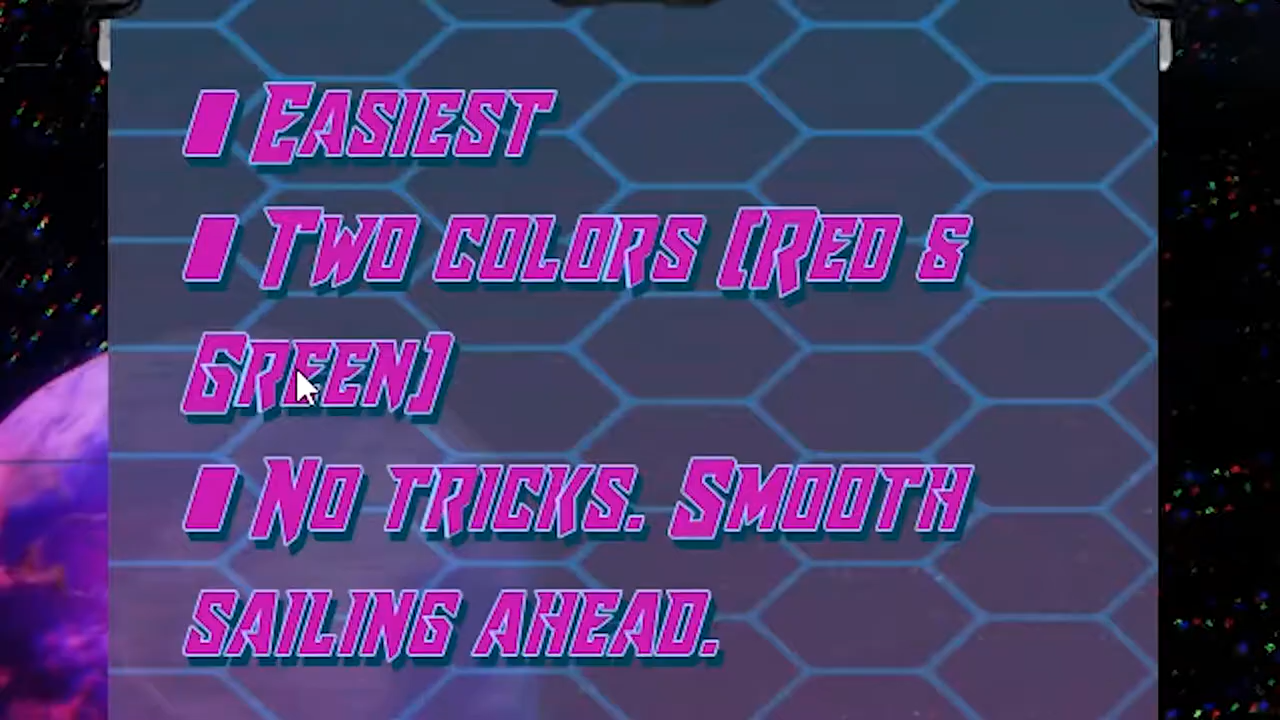 ▮ Easiest
▮ Two colors (Red &
Green)
▮ No tricks. Smooth
sailing ahead.